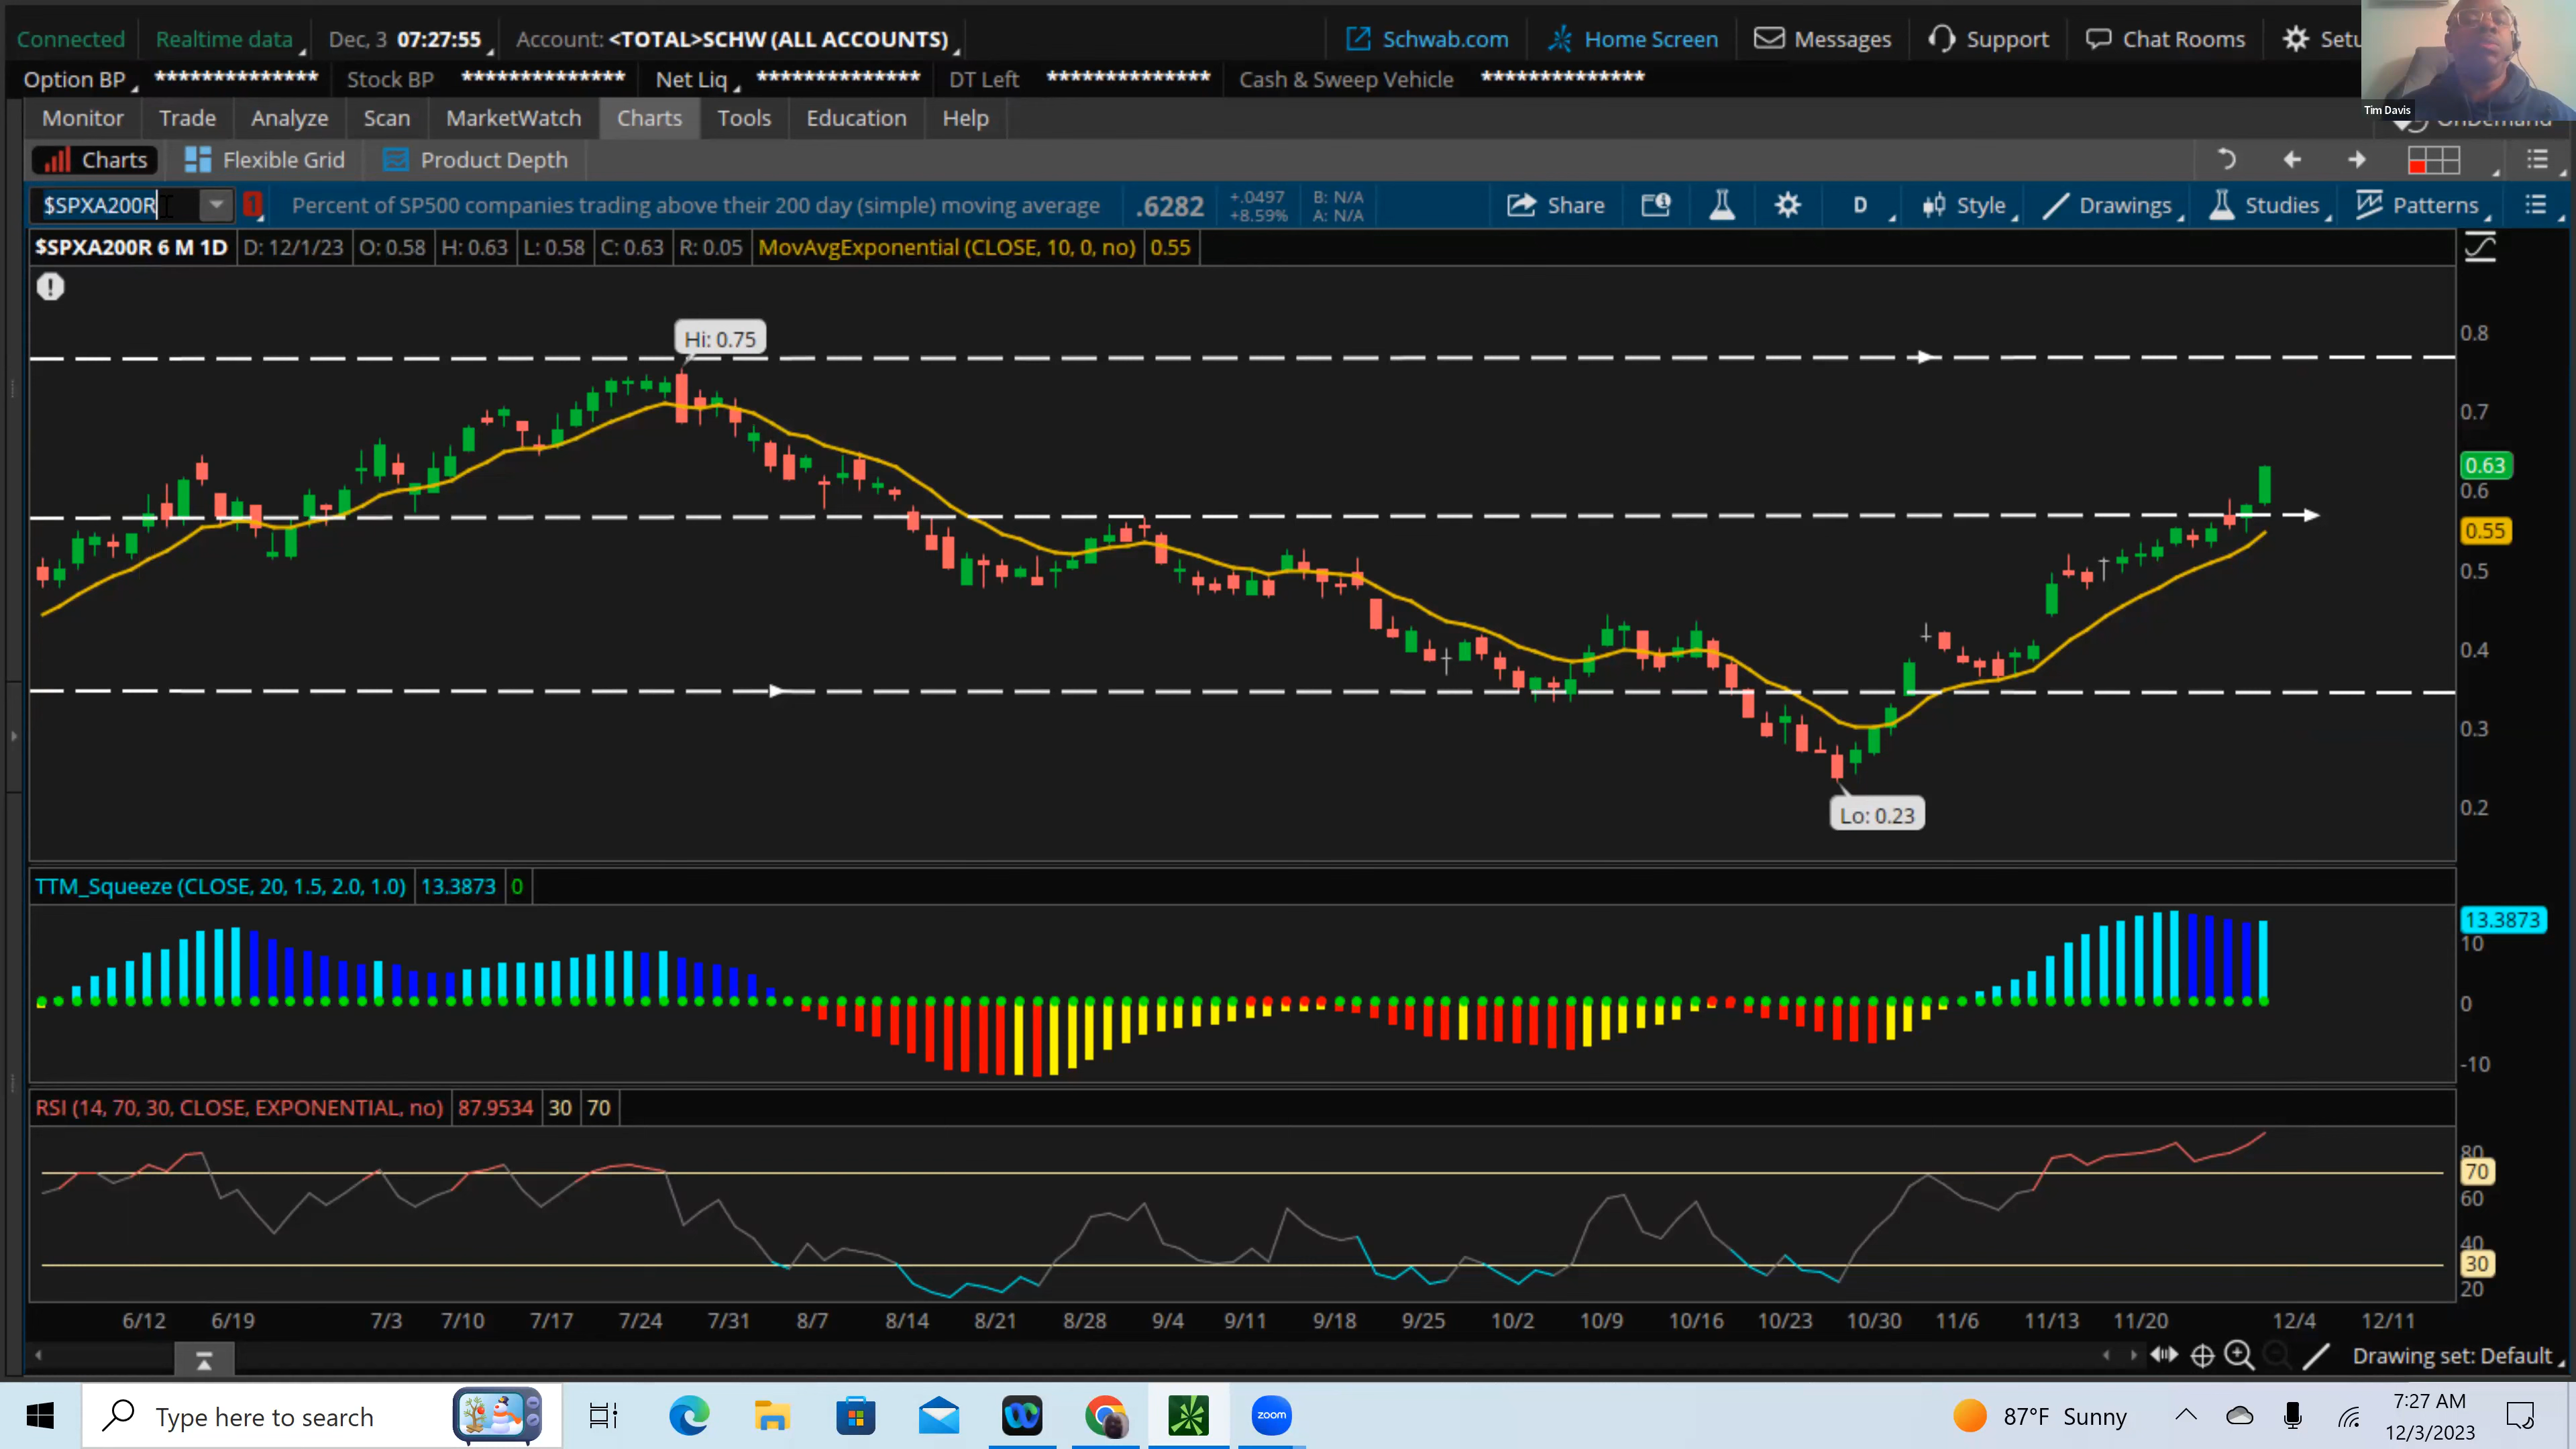 Connected Realtime data Dec, 3 07:27:55 Account: <TOTAL>SCHW (ALL ACCOUNTS) Schwab.com Home Screen Messages Support Chat Rooms
Option BP ************** Stock BP ************** Net Liq ************** DT Left ************** Cash & Sweep Vehicle **************
Tim Davis
Monitor Trade Analyze Scan MarketWatch Charts Tools Education Help OnDemand
Charts Flexible Grid Product Depth
$SPXA200R 1 Percent of SP500 companies trading above their 200 day (simple) moving average .6282 +.0497 B: N/A Share D Style Drawings Studies Patterns
+8.59% A: N/A
$SPXA200R 6 M 1D D: 12/1/23 O: 0.58 H: 0.63 L: 0.58 C: 0.63 R: 0.05 MovAvgExponential (CLOSE, 10, 0, no) 0.55
Hi: 0.75
0.8
0.7
0.63
0.6
0.55
0.5
0.4
0.3
0.2
Lo: 0.23
TTM_Squeeze (CLOSE, 20, 1.5, 2.0, 1.0) 13.3873 0
13.3873
10
0
-10
RSI (14, 70, 30, CLOSE, EXPONENTIAL, no) 87.9534 30 70
80
70
60
40
30
20
6/12 6/19 7/3 7/10 7/17 7/24 7/31 8/7 8/14 8/21 8/28 9/4 9/11 9/18 9/25 10/2 10/9 10/16 10/23 10/30 11/6 11/13 11/20 12/4 12/11
Drawing set: Default
Type here to search zoom 87°F Sunny 7:27 AM
12/3/2023